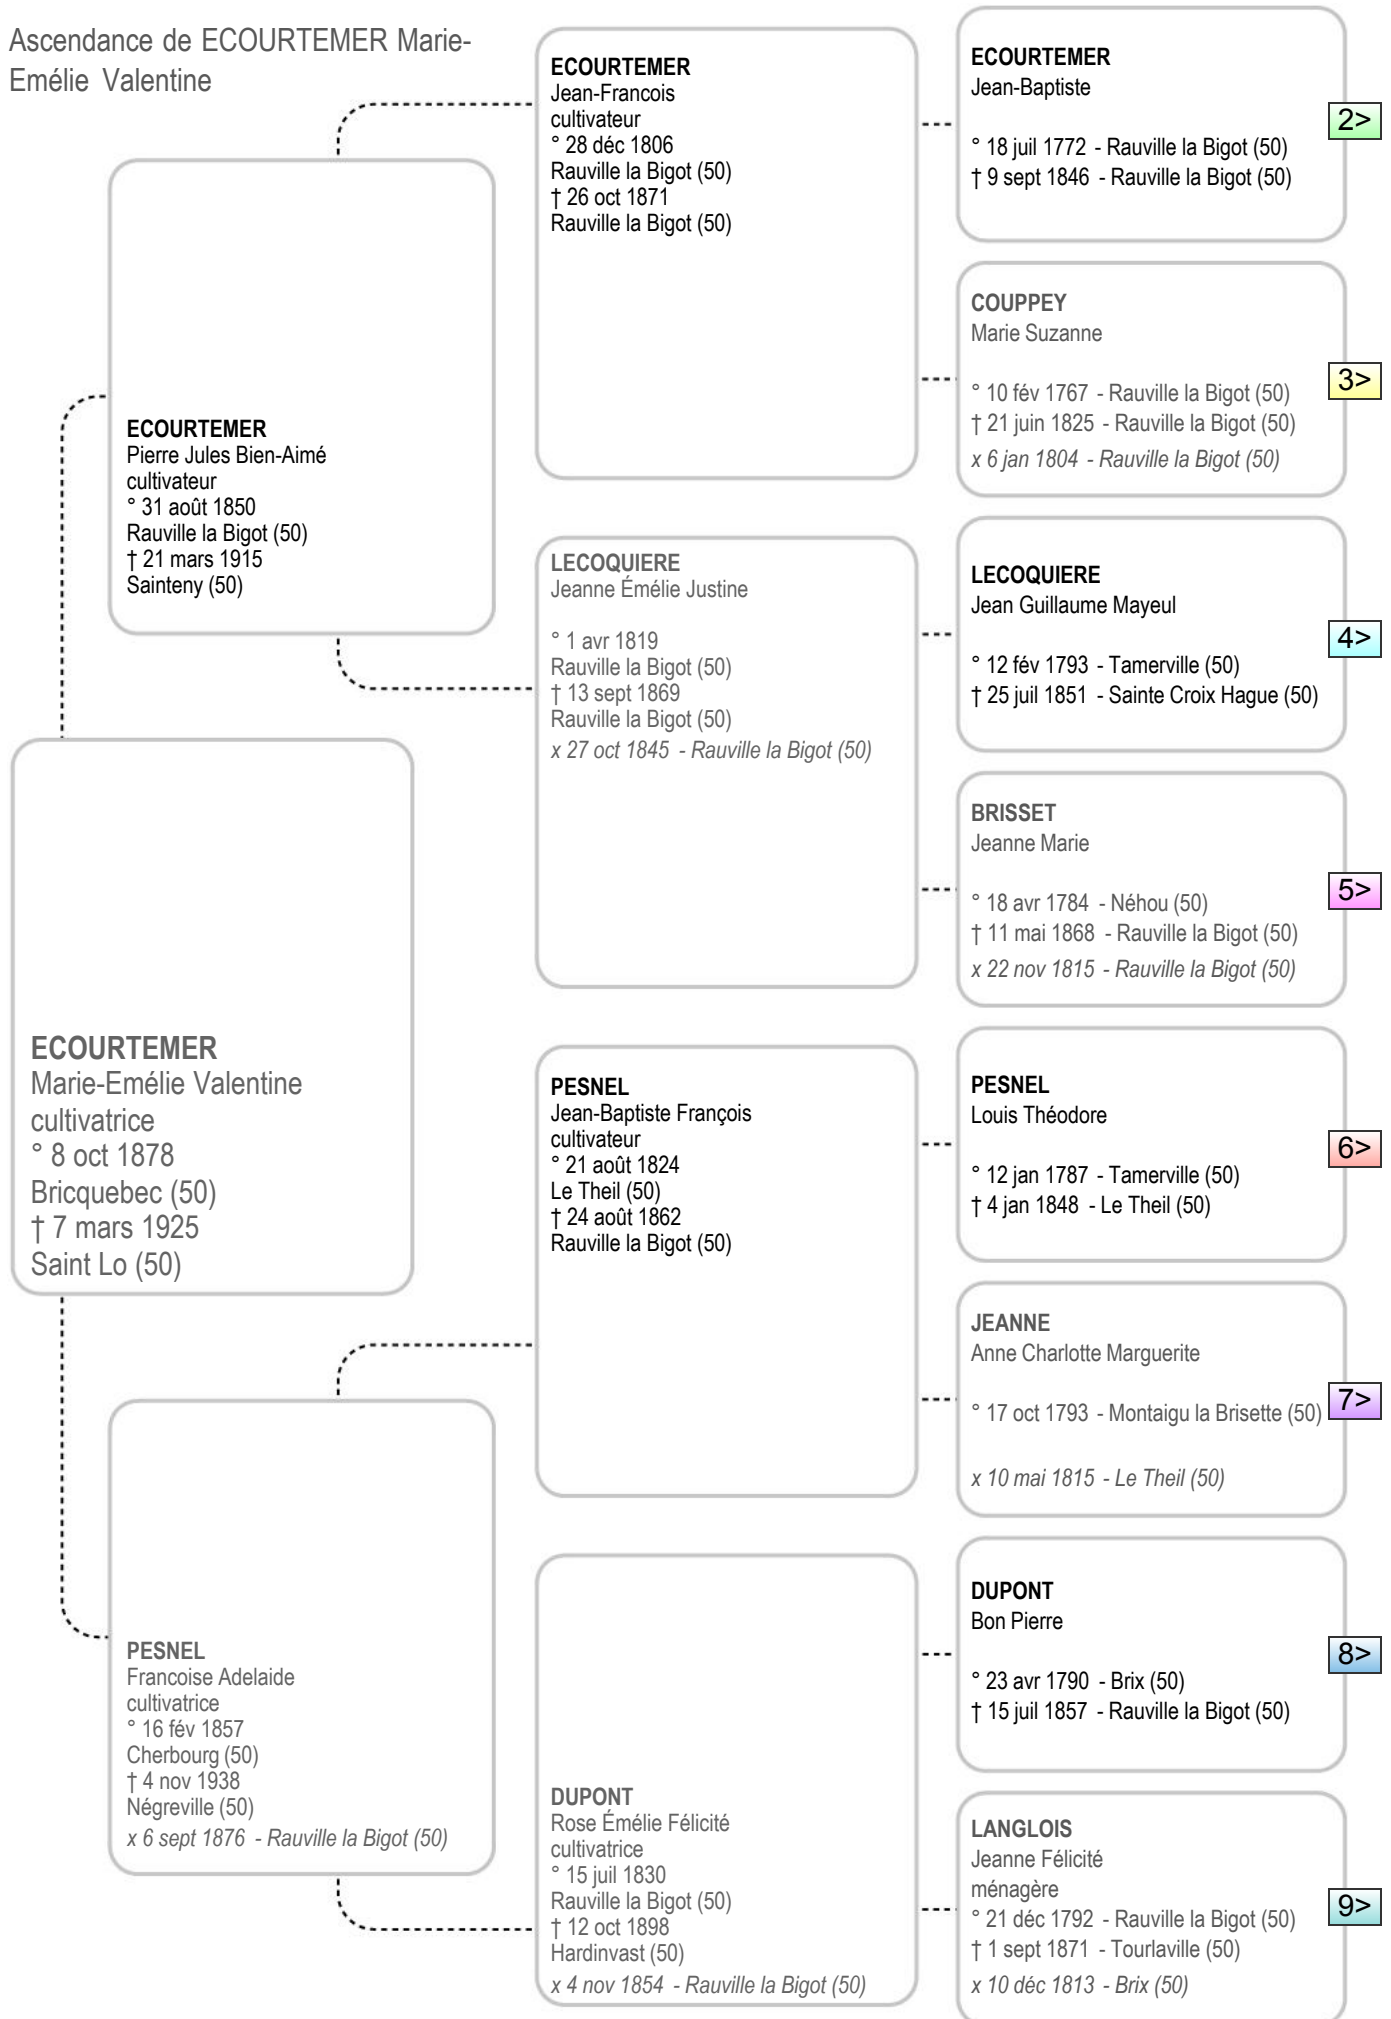 Ascendance de ECOURTEMER Marie-
Emélie Valentine
ECOURTEMER
Marie-Emélie Valentine
cultivatrice
° 8 oct 1878
Bricquebec (50)
† 7 mars 1925
Saint Lo (50)
ECOURTEMER
Pierre Jules Bien-Aimé
cultivateur
° 31 août 1850
Rauville la Bigot (50)
† 21 mars 1915
Sainteny (50)
PESNEL
Francoise Adelaide
cultivatrice
° 16 fév 1857
Cherbourg (50)
† 4 nov 1938
Négreville (50)
x 6 sept 1876 - Rauville la Bigot (50)
ECOURTEMER
Jean-Francois
cultivateur
° 28 déc 1806
Rauville la Bigot (50)
† 26 oct 1871
Rauville la Bigot (50)
LECOQUIERE
Jeanne Émélie Justine
° 1 avr 1819
Rauville la Bigot (50)
† 13 sept 1869
Rauville la Bigot (50)
x 27 oct 1845 - Rauville la Bigot (50)
PESNEL
Jean-Baptiste François
cultivateur
° 21 août 1824
Le Theil (50)
† 24 août 1862
Rauville la Bigot (50)
DUPONT
Rose Émélie Félicité
cultivatrice
° 15 juil 1830
Rauville la Bigot (50)
† 12 oct 1898
Hardinvast (50)
x 4 nov 1854 - Rauville la Bigot (50)
ECOURTEMER
Jean-Baptiste
° 18 juil 1772 - Rauville la Bigot (50)
† 9 sept 1846 - Rauville la Bigot (50)
2>
COUPPEY
Marie Suzanne
° 10 fév 1767 - Rauville la Bigot (50)
† 21 juin 1825 - Rauville la Bigot (50)
x 6 jan 1804 - Rauville la Bigot (50)
3>
LECOQUIERE
Jean Guillaume Mayeul
° 12 fév 1793 - Tamerville (50)
† 25 juil 1851 - Sainte Croix Hague (50)
4>
BRISSET
Jeanne Marie
° 18 avr 1784 - Néhou (50)
† 11 mai 1868 - Rauville la Bigot (50)
x 22 nov 1815 - Rauville la Bigot (50)
5>
PESNEL
Louis Théodore
° 12 jan 1787 - Tamerville (50)
† 4 jan 1848 - Le Theil (50)
6>
JEANNE
Anne Charlotte Marguerite
° 17 oct 1793 - Montaigu la Brisette (50)
x 10 mai 1815 - Le Theil (50)
7>
DUPONT
Bon Pierre
° 23 avr 1790 - Brix (50)
† 15 juil 1857 - Rauville la Bigot (50)
8>
LANGLOIS
Jeanne Félicité
ménagère
° 21 déc 1792 - Rauville la Bigot (50)
† 1 sept 1871 - Tourlaville (50)
x 10 déc 1813 - Brix (50)
9>